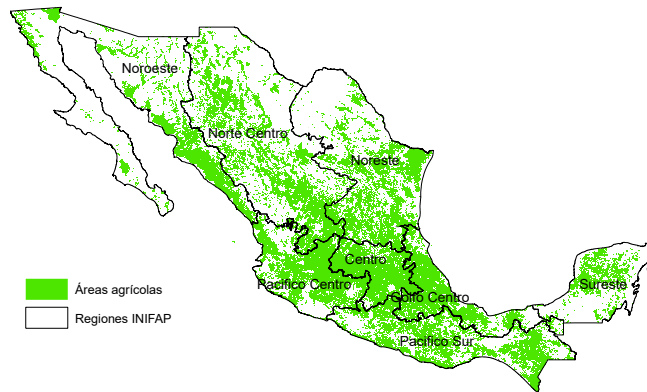 Noroeste
Norte Centro
Noreste
Centro
Pacífico Centro
Golfo Centro
Sureste
Pacífico Sur
Áreas agrícolas
Regiones INIFAP